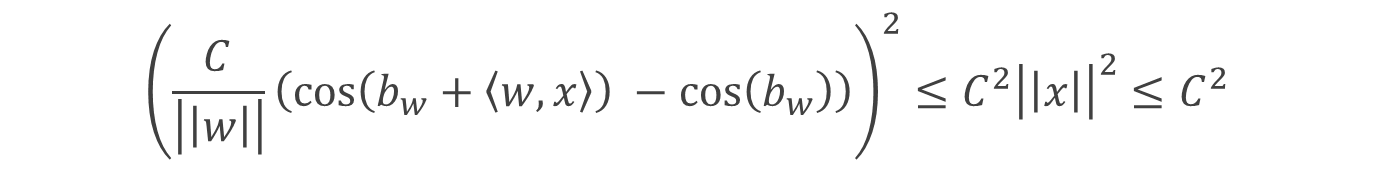 (C/||w|| (cos(b_w + ⟨w, x⟩) − cos(b_w)))^2 ≤ C^2||x||^2 ≤ C^2